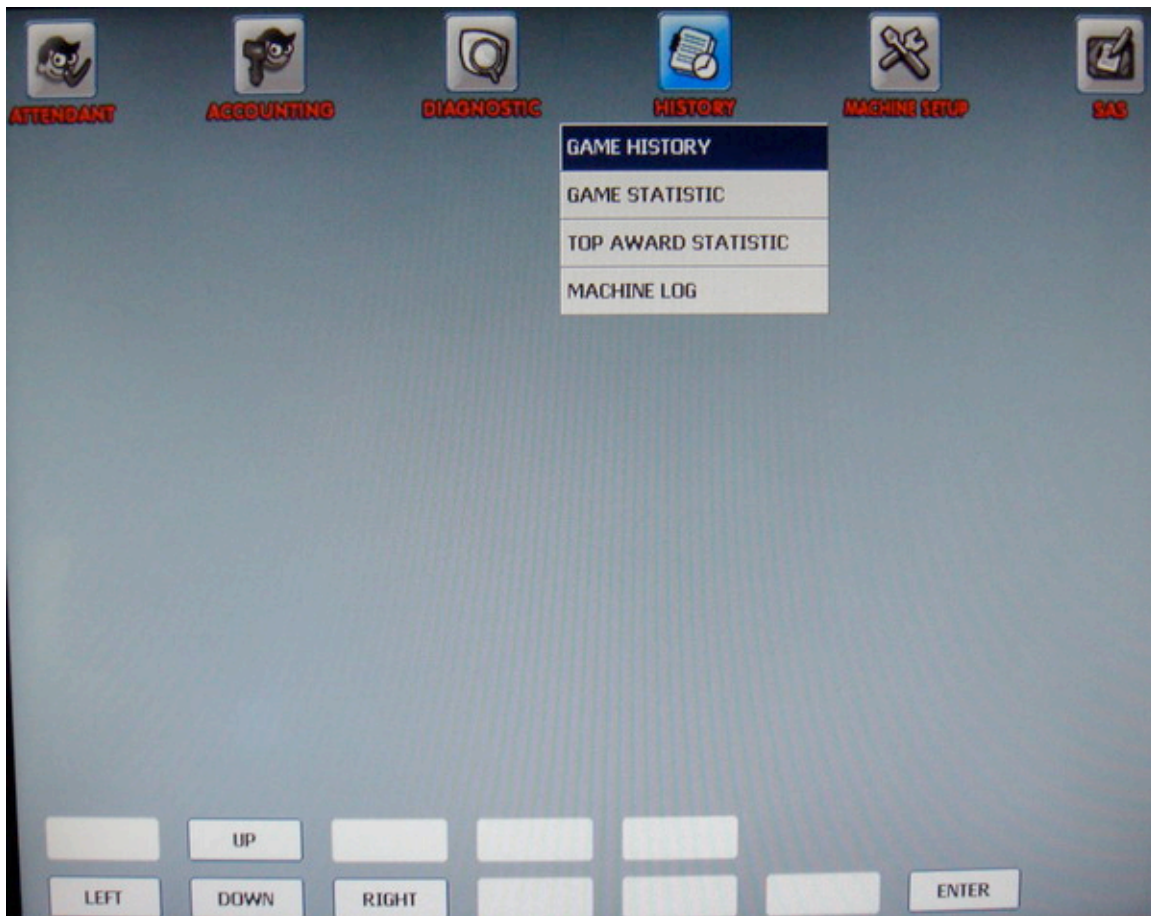 ATTENDANT ACCOUNTING DIAGNOSTIC HISTORY MACHINE SETUP SAS
GAME HISTORY
GAME STATISTIC
TOP AWARD STATISTIC
MACHINE LOG
UP
LEFT DOWN RIGHT ENTER